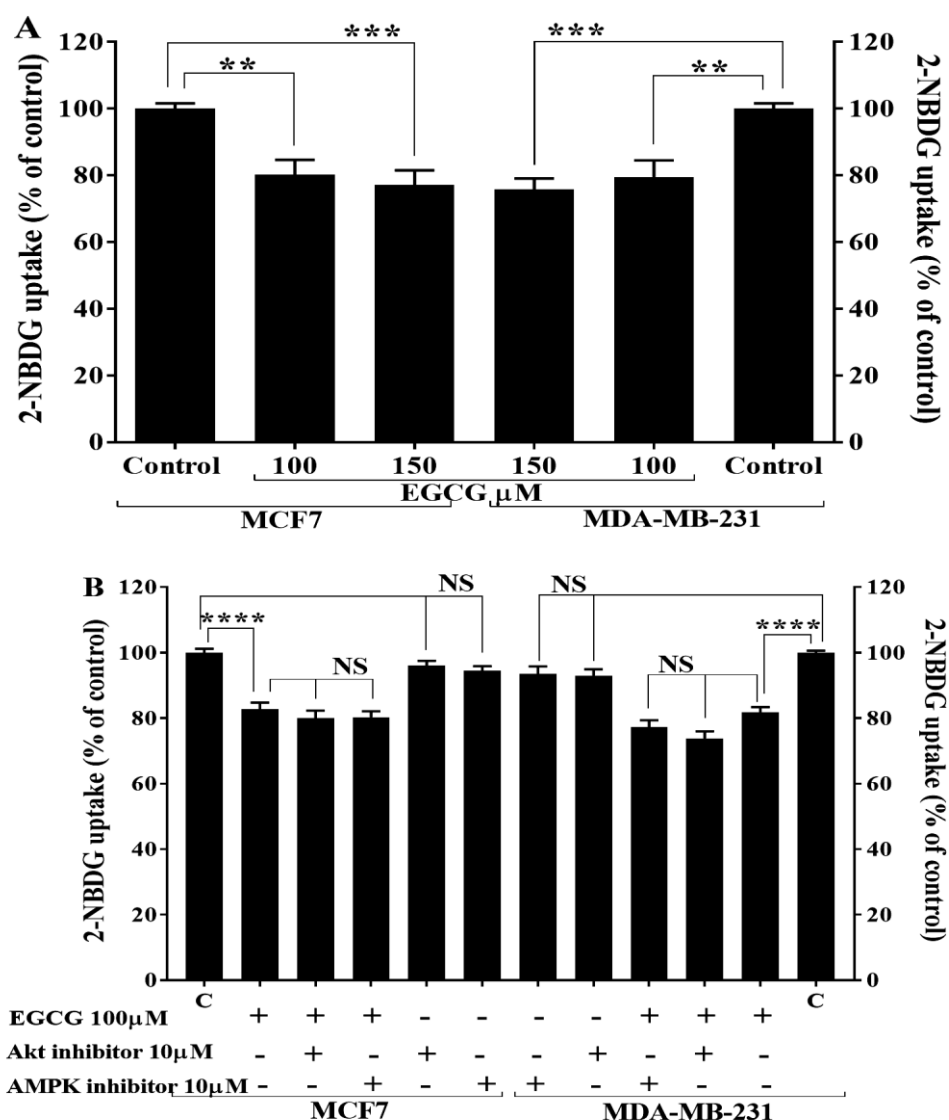 A
2-NBDG uptake (% of control)
120
100
80
60
40
20
0
***
**
***
**
120
100
80
60
40
20
0
2-NBDG uptake (% of control)
Control 100 150 150 100 Control
EGCG μM
MCF7 MDA-MB-231
B
2-NBDG uptake (% of control)
120
100
80
60
40
20
0
NS NS
**** ****
NS NS
120
100
80
60
40
20
0
2-NBDG uptake (% of control)
C C
EGCG 100μM + + + - - - - + + +
Akt inhibitor 10μM - + - + - - + - + -
AMPK inhibitor 10μM - - + - + + - + - -
MCF7 MDA-MB-231